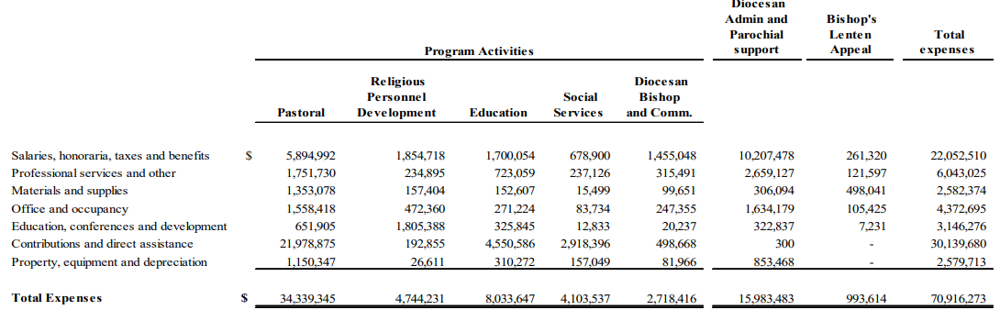 Diocesan
Admin and Bishop's
Parochial Lenten Total
Program Activities support Appeal expenses
Religious Diocesan
Personnel Social Bishop
Pastoral Development Education Services and Comm.
Salaries, honoraria, taxes and benefits $ 5,894,992 1,854,718 1,700,054 678,900 1,455,048 10,207,478 261,320 22,052,510
Professional services and other 1,751,730 234,895 723,059 237,126 315,491 2,659,127 121,597 6,043,025
Materials and supplies 1,353,078 157,404 152,607 15,499 99,651 306,094 498,041 2,582,374
Office and occupancy 1,558,418 472,360 271,224 83,734 247,355 1,634,179 105,425 4,372,695
Education, conferences and development 651,905 1,805,388 325,845 12,833 20,237 322,837 7,231 3,146,276
Contributions and direct assistance 21,978,875 192,855 4,550,586 2,918,396 498,668 300 - 30,139,680
Property, equipment and depreciation 1,150,347 26,611 310,272 157,049 81,966 853,468 - 2,579,713
Total Expenses $ 34,339,345 4,744,231 8,033,647 4,103,537 2,718,416 15,983,483 993,614 70,916,273